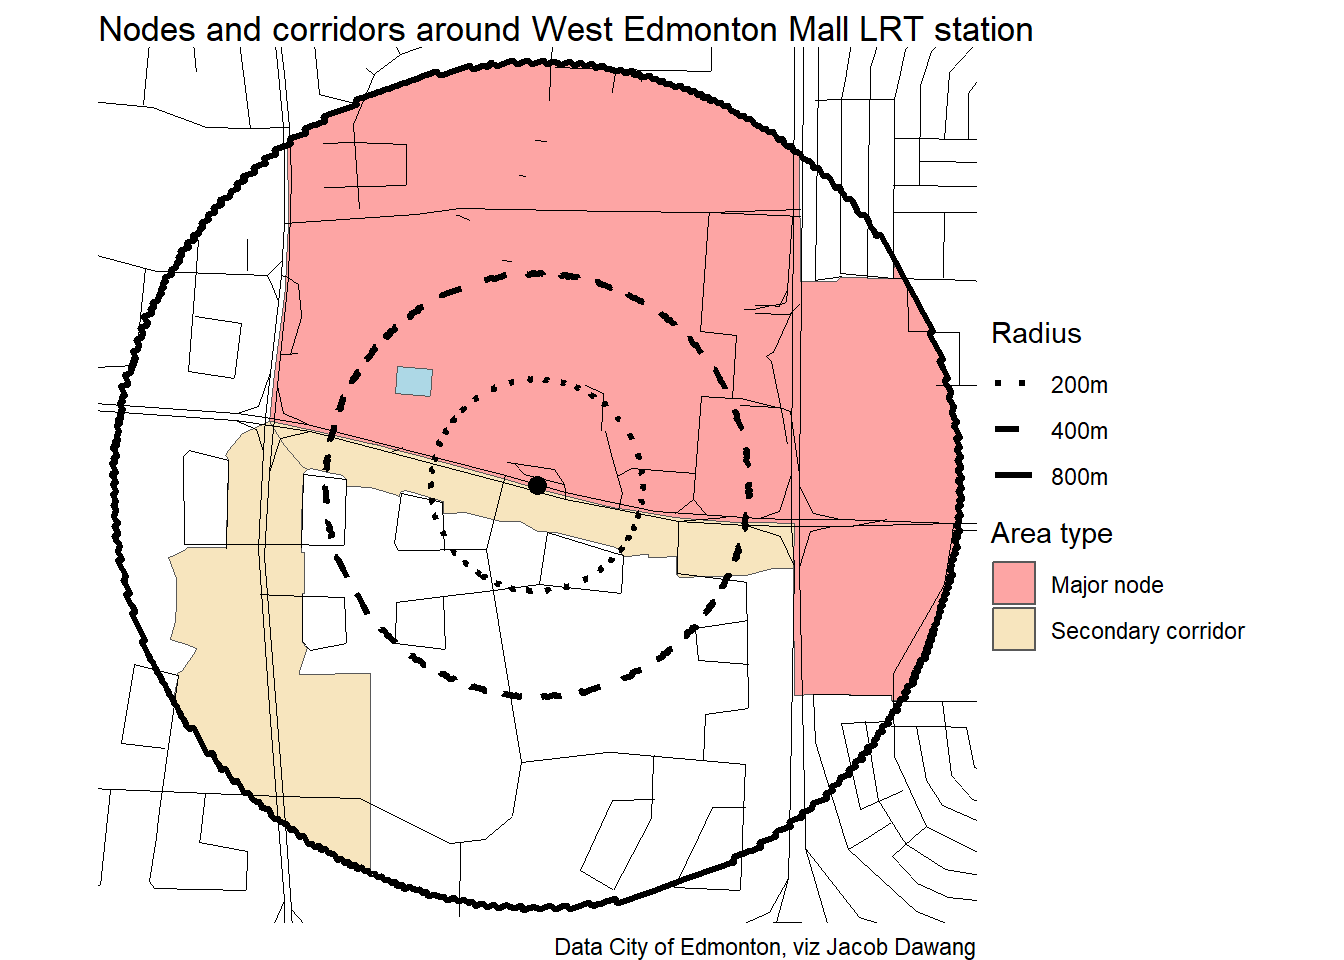 Nodes and corridors around West Edmonton Mall LRT station
Radius
200m
400m
800m
Area type
Major node
Secondary corridor
Data City of Edmonton, viz Jacob Dawang